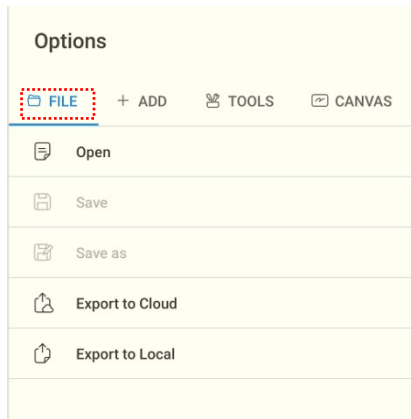 Options
FILE ADD TOOLS CANVAS
Open
Save
Save as
Export to Cloud
Export to Local